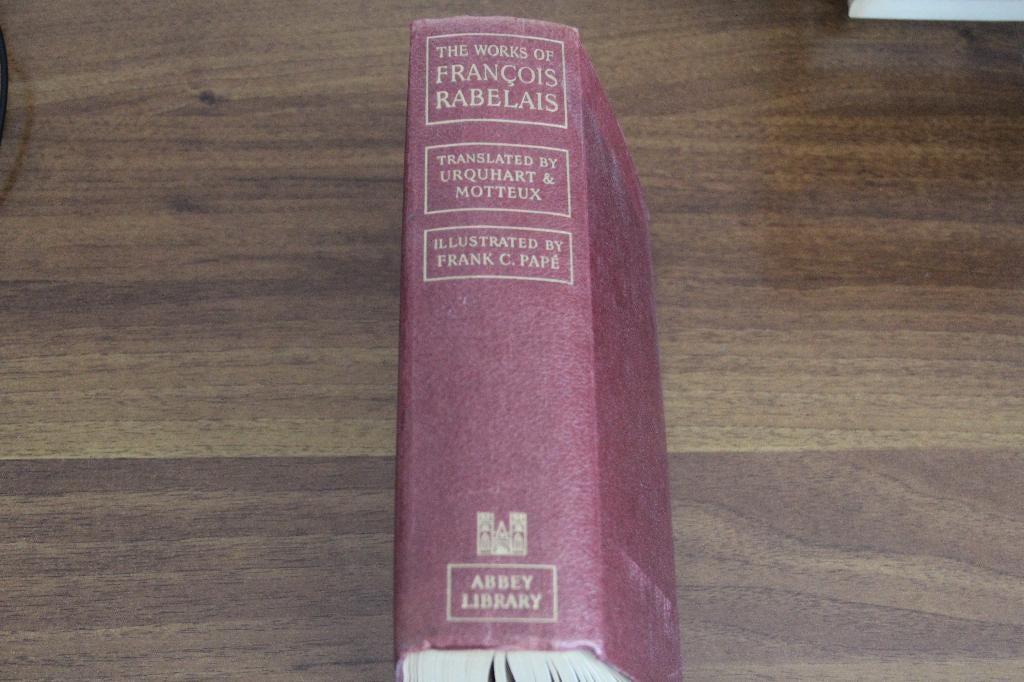 THE WORKS OF
FRANÇOIS
RABELAIS
TRANSLATED BY
URQUHART &
MOTTEUX
ILLUSTRATED BY
FRANK C. PAPÉ
ABBEY
LIBRARY